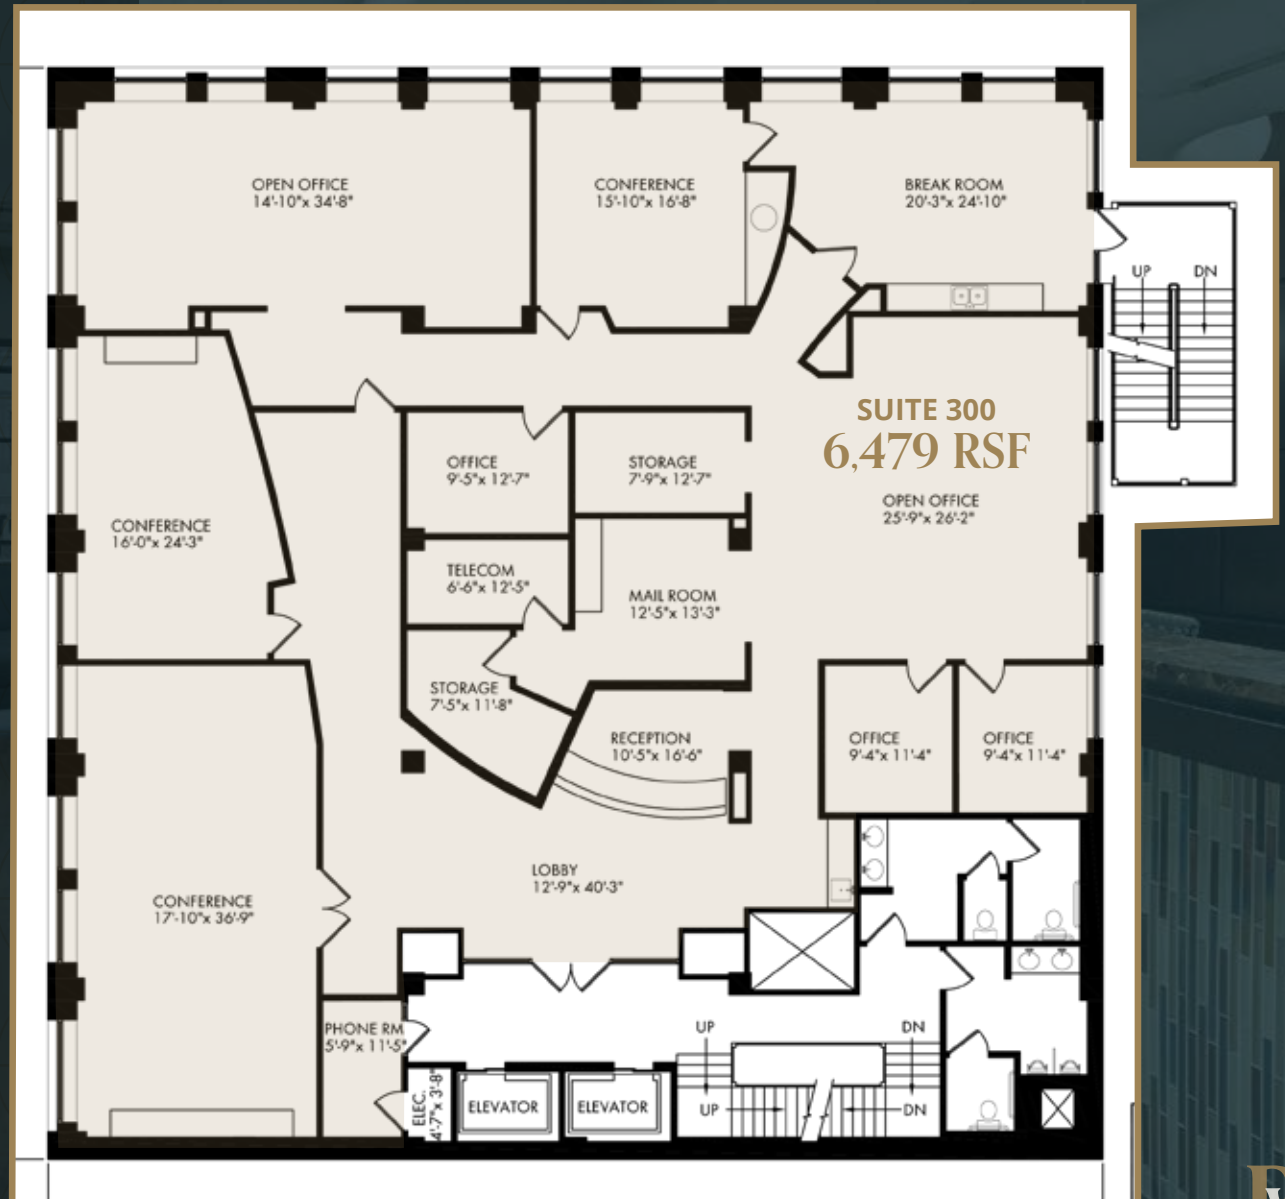 OPEN OFFICE
14'-10"x 34'-8"
CONFERENCE
15'-10"x 16'-8"
BREAK ROOM
20'-3"x 24'-10"
UP
DN
SUITE 300
6,479 RSF
OPEN OFFICE
25'-9"x 26'-2"
OFFICE
9'-5"x 12'-7"
STORAGE
7'-9"x 12'-7"
CONFERENCE
16'-0"x 24'-3"
TELECOM
6'-6"x 12'-5"
MAIL ROOM
12'-5"x 13'-3"
STORAGE
7'-5"x 11'-8"
RECEPTION
10'-5"x 16'-6"
OFFICE
9'-4"x 11'-4"
OFFICE
9'-4"x 11'-4"
LOBBY
12'-9"x 40'-3"
CONFERENCE
17'-10"x 36'-9"
PHONE RM
5'-9"x 11'-5"
UP
DN
ELEC.
4'-7"x 3'-8"
ELEVATOR
ELEVATOR
UP
DN